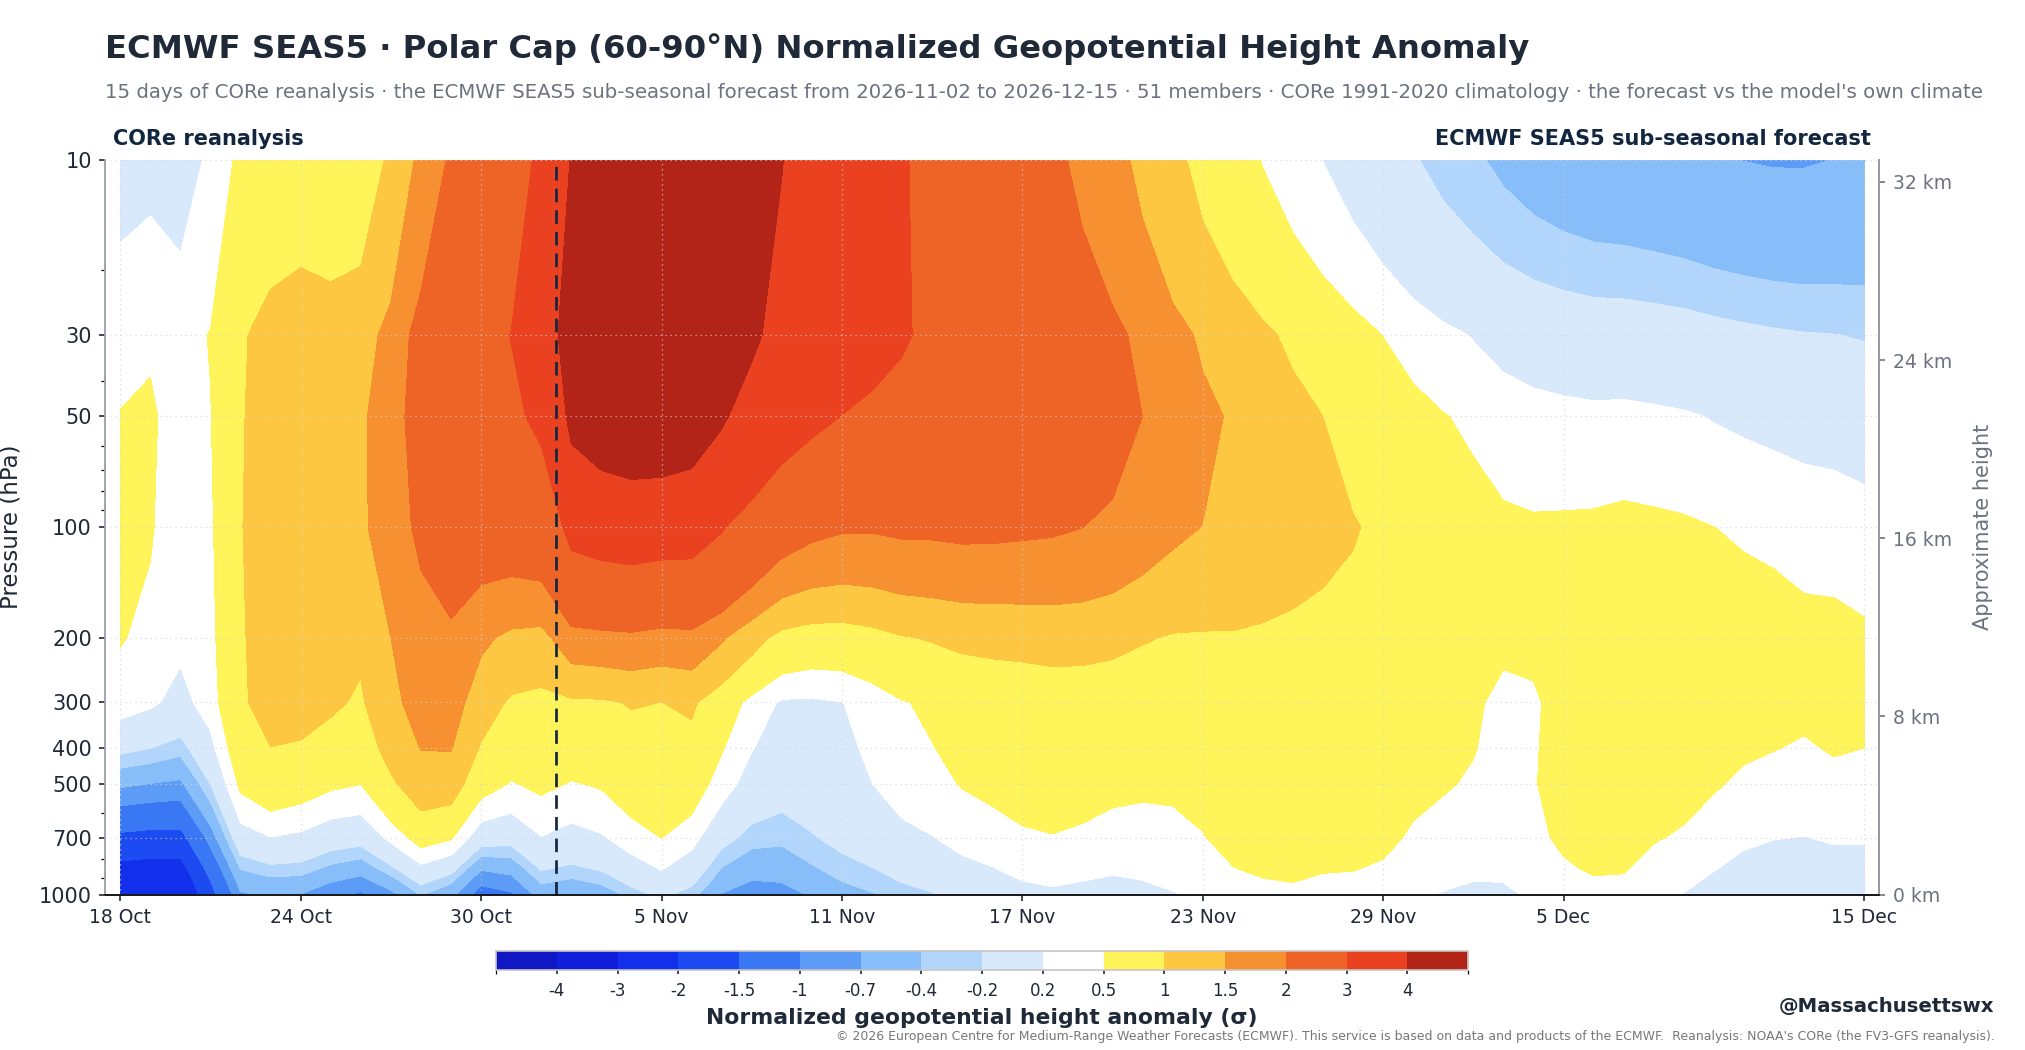 ECMWF SEAS5 · Polar Cap (60-90°N) Normalized Geopotential Height Anomaly
15 days of CORe reanalysis · the ECMWF SEAS5 sub-seasonal forecast from 2026-11-02 to 2026-12-15 · 51 members · CORe 1991-2020 climatology · the forecast vs the model's own climate
CORe reanalysis
ECMWF SEAS5 sub-seasonal forecast
Pressure (hPa)
10
30
50
100
200
300
400
500
700
1000
32 km
24 km
16 km
8 km
0 km
Approximate height
18 Oct 24 Oct 30 Oct 5 Nov 11 Nov 17 Nov 23 Nov 29 Nov 5 Dec 15 Dec
-4 -3 -2 -1.5 -1 -0.7 -0.4 -0.2 0.2 0.5 1 1.5 2 3 4
Normalized geopotential height anomaly (σ)
@Massachusettswx
© 2026 European Centre for Medium-Range Weather Forecasts (ECMWF). This service is based on data and products of the ECMWF. Reanalysis: NOAA's CORe (the FV3-GFS reanalysis).